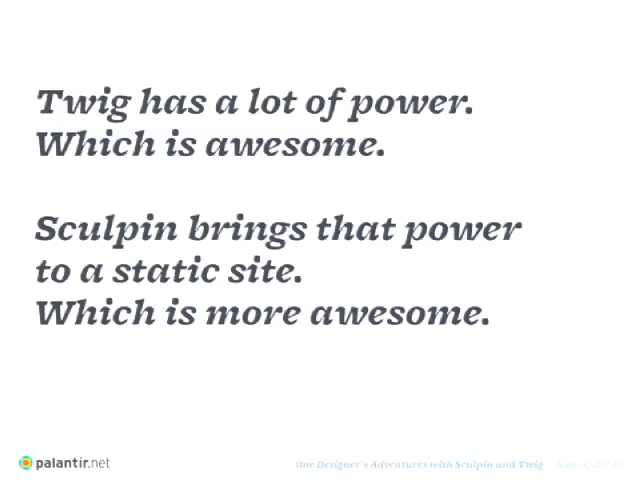 Twig has a lot of power.
Which is awesome.
Sculpin brings that power
to a static site.
Which is more awesome.
palantir.net
One Designer's Adventures with Sculpin and Twig